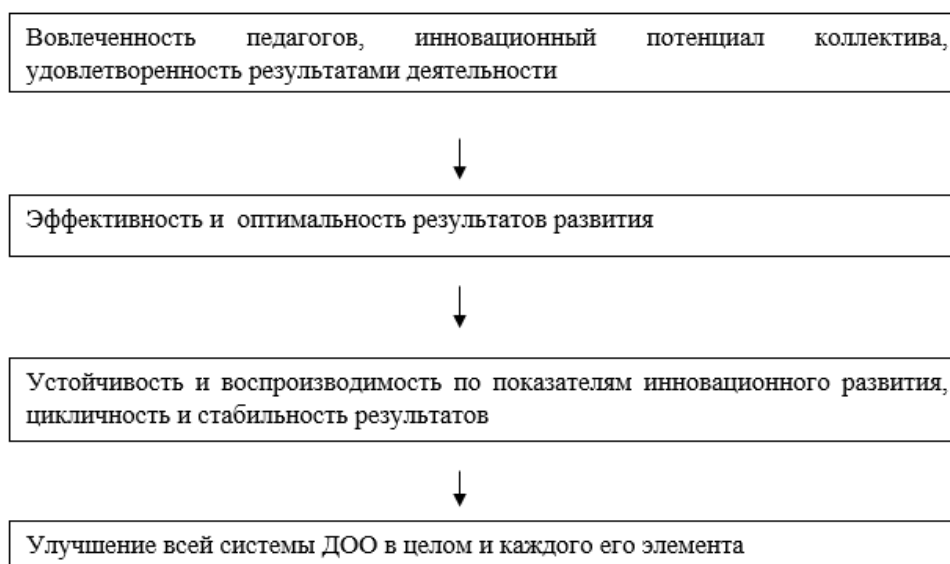 Вовлеченность педагогов, инновационный потенциал коллектива,
удовлетворенность результатами деятельности
Эффективность и оптимальность результатов развития
Устойчивость и воспроизводимость по показателям инновационного развития,
цикличность и стабильность результатов
Улучшение всей системы ДОО в целом и каждого его элемента